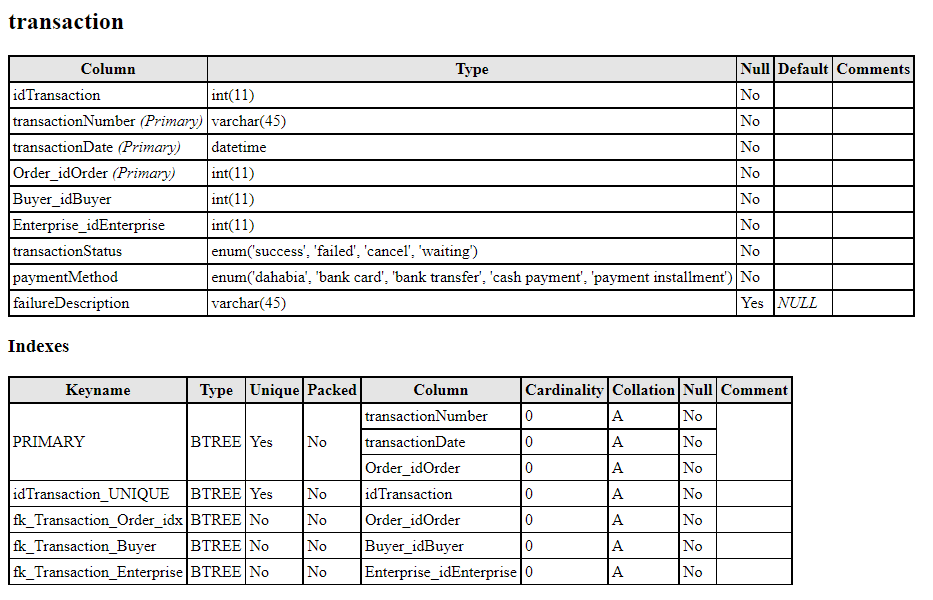 transaction
Column Type Null Default Comments
idTransaction int(11) No
transactionNumber (Primary) varchar(45) No
transactionDate (Primary) datetime No
Order_idOrder (Primary) int(11) No
Buyer_idBuyer int(11) No
Enterprise_idEnterprise int(11) No
transactionStatus enum('success', 'failed', 'cancel', 'waiting') No
paymentMethod enum('dahabia', 'bank card', 'bank transfer', 'cash payment', 'payment installment') No
failureDescription varchar(45) Yes NULL
Indexes
Keyname Type Unique Packed Column Cardinality Collation Null Comment
PRIMARY BTREE Yes No transactionNumber 0 A No
transactionDate 0 A No
Order_idOrder 0 A No
idTransaction_UNIQUE BTREE Yes No idTransaction 0 A No
fk_Transaction_Order_idx BTREE No No Order_idOrder 0 A No
fk_Transaction_Buyer BTREE No No Buyer_idBuyer 0 A No
fk_Transaction_Enterprise BTREE No No Enterprise_idEnterprise 0 A No